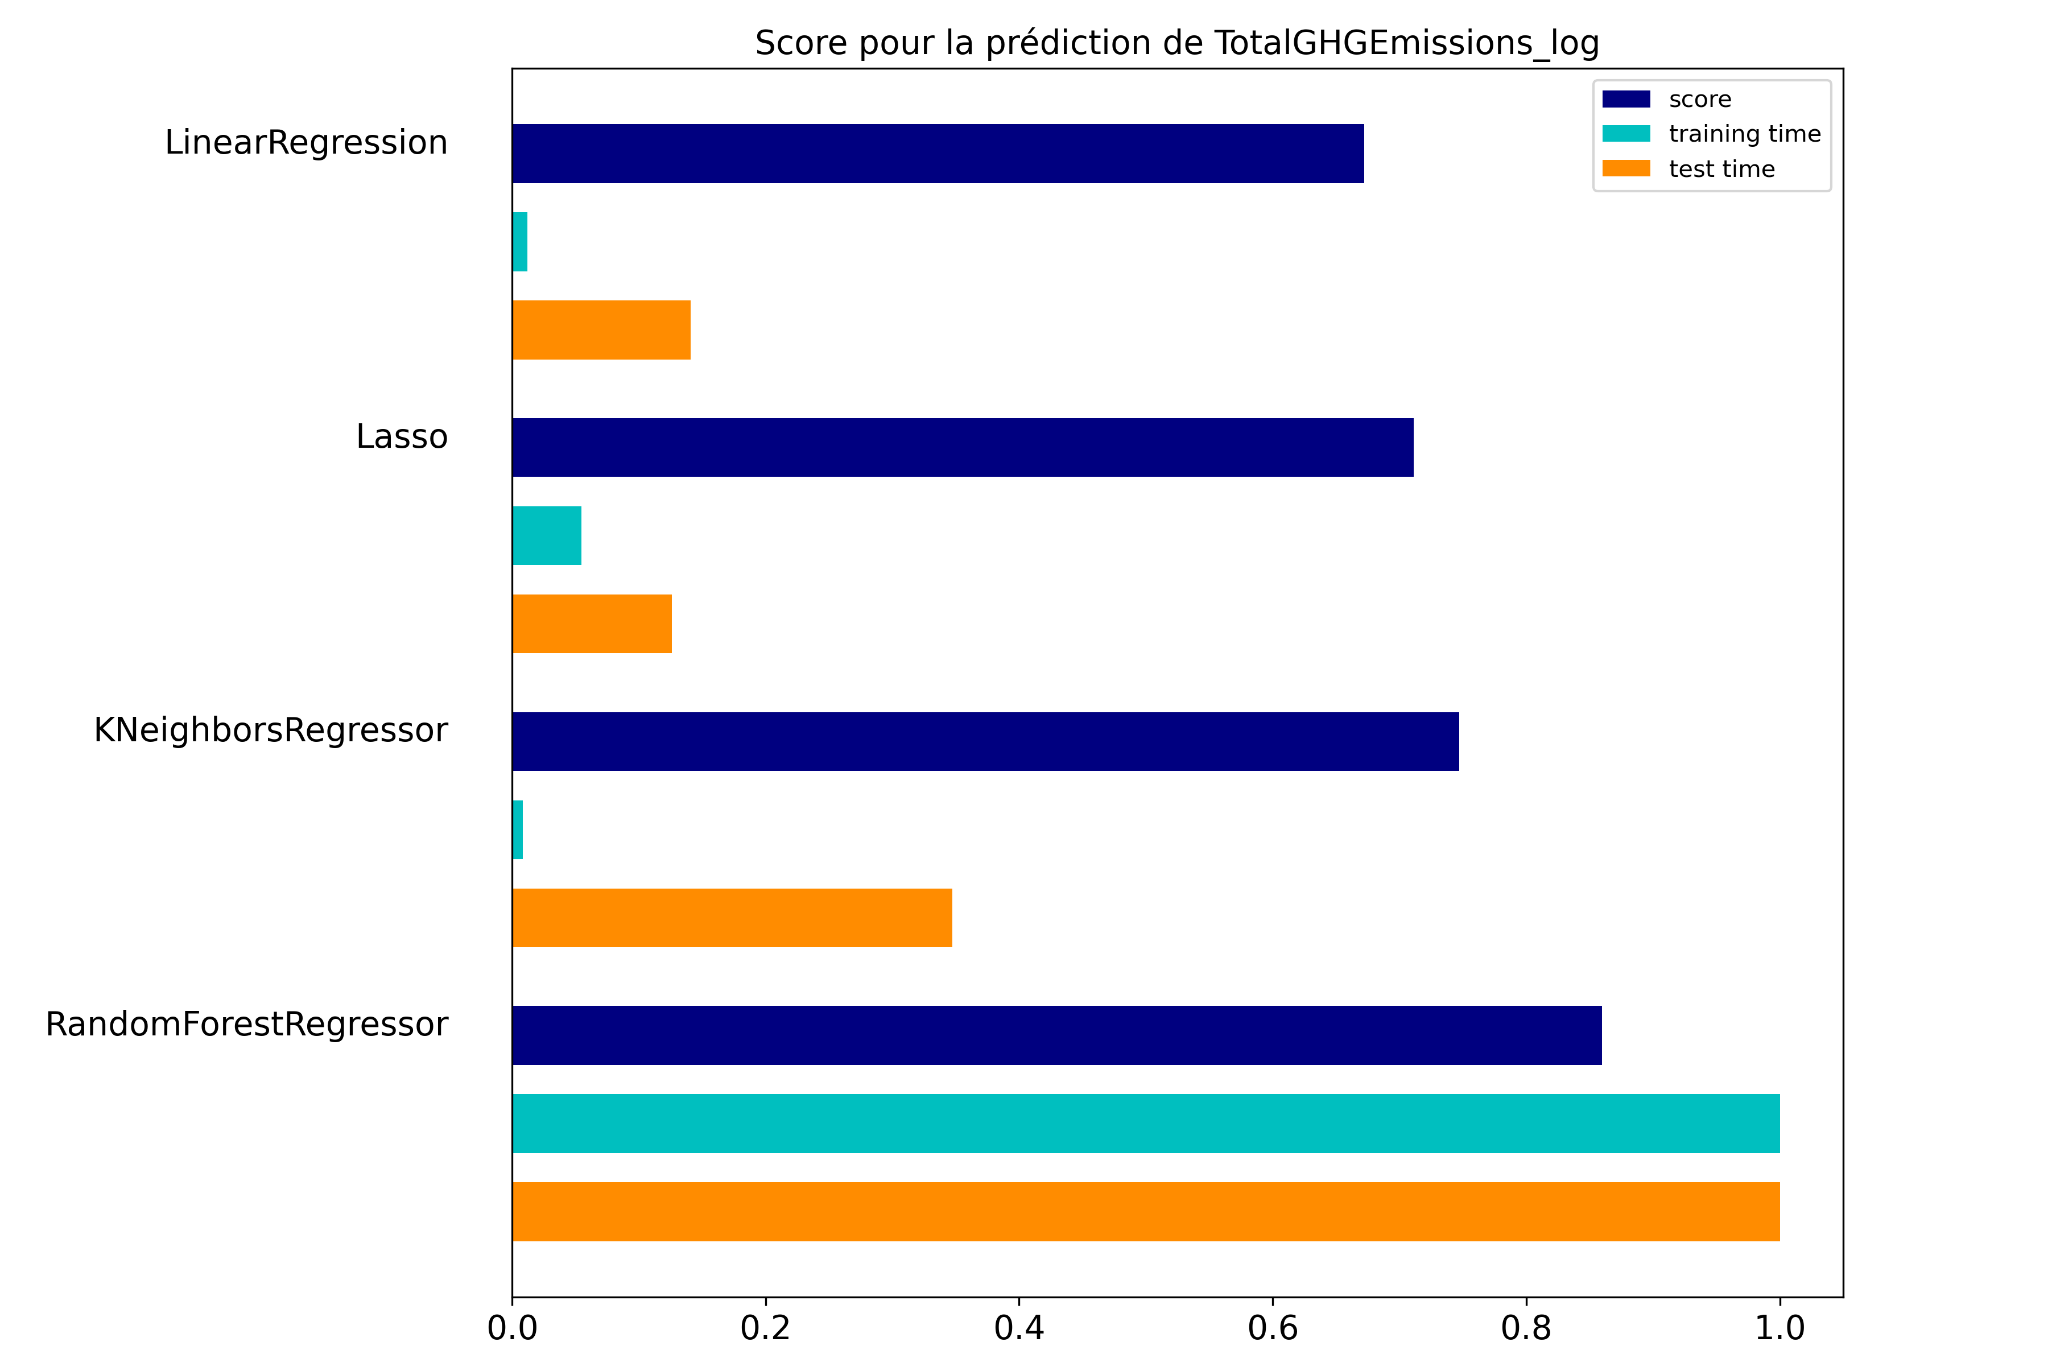 Score pour la prédiction de TotalGHGEmissions_log
score
training time
test time
LinearRegression
Lasso
KNeighborsRegressor
RandomForestRegressor
0.0 0.2 0.4 0.6 0.8 1.0